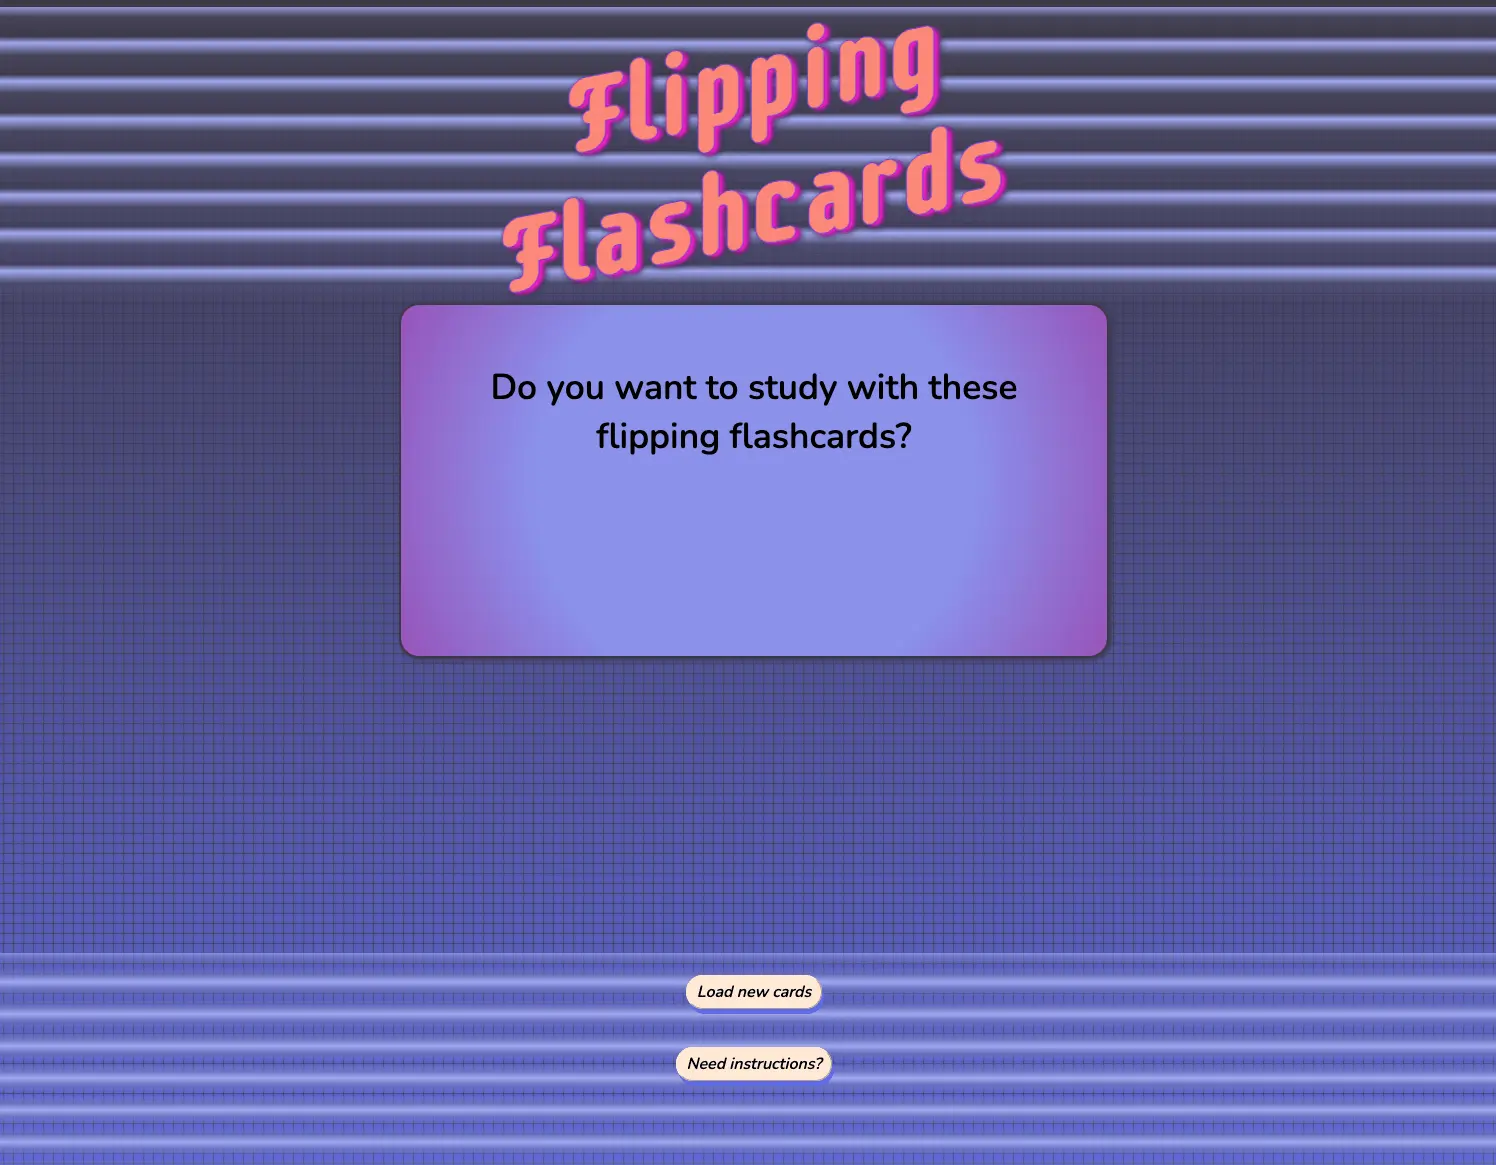 Flipping
Flashcards
Do you want to study with these
flipping flashcards?
Load new cards
Need instructions?